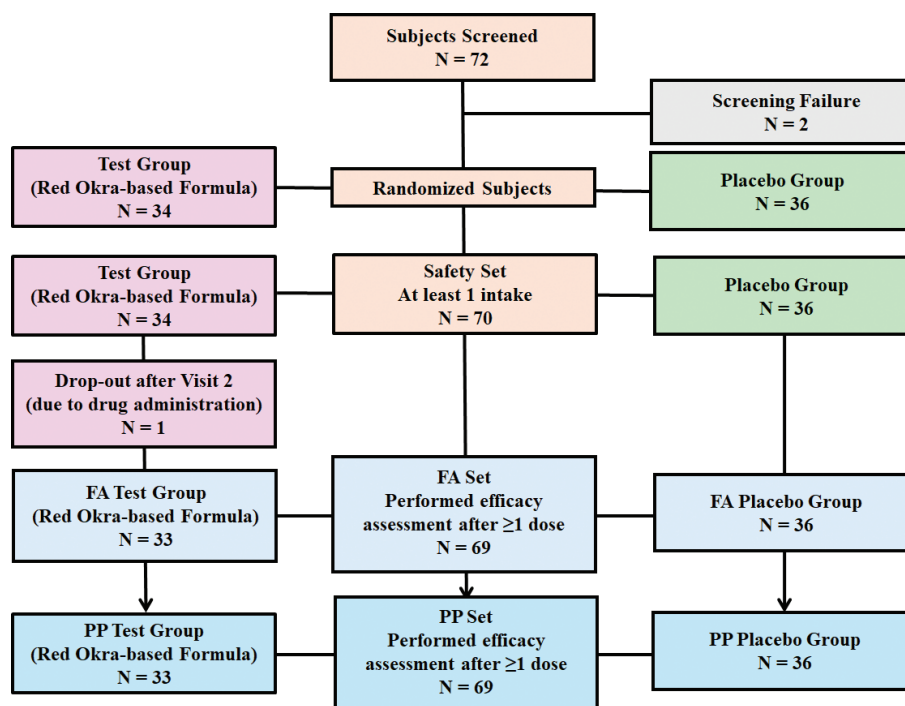 Subjects Screened
N = 72
Screening Failure
N = 2
Test Group
(Red Okra-based Formula)
N = 34
Randomized Subjects
Placebo Group
N = 36
Test Group
(Red Okra-based Formula)
N = 34
Safety Set
At least 1 intake
N = 70
Placebo Group
N = 36
Drop-out after Visit 2
(due to drug administration)
N = 1
FA Test Group
(Red Okra-based Formula)
N = 33
FA Set
Performed efficacy
assessment after ≥1 dose
N = 69
FA Placebo Group
N = 36
PP Test Group
(Red Okra-based Formula)
N = 33
PP Set
Performed efficacy
assessment after ≥1 dose
N = 69
PP Placebo Group
N = 36